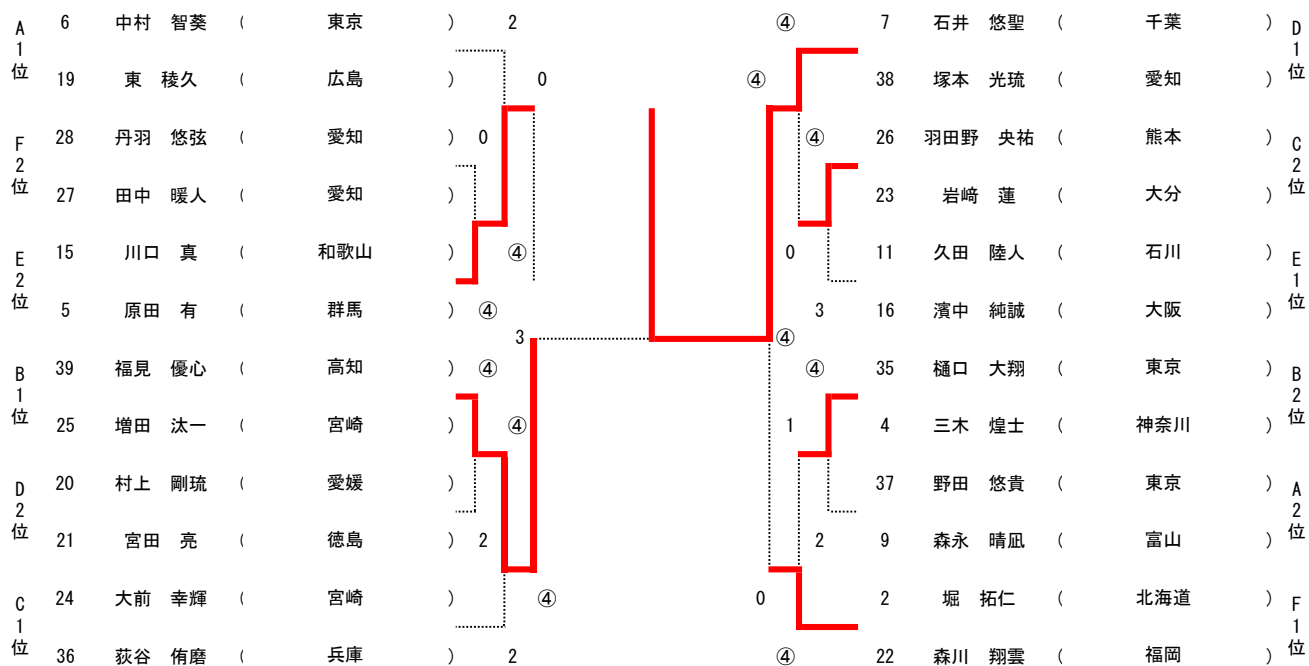 A1位 6 中村 智葵 ( 東京 ) 2
19 東 稜久 ( 広島 ) 0
F2位 28 丹羽 悠弦 ( 愛知 ) 0
27 田中 暖人 ( 愛知 )
E2位 15 川口 真 ( 和歌山 ) ④
5 原田 有 ( 群馬 ) ④
3
B1位 39 福見 優心 ( 高知 ) ④
25 増田 汰一 ( 宮崎 ) ④
D2位 20 村上 剛琉 ( 愛媛 )
21 宮田 亮 ( 徳島 ) 2
C1位 24 大前 幸輝 ( 宮崎 ) ④
36 荻谷 侑磨 ( 兵庫 ) 2
④ 7 石井 悠聖 ( 千葉 ) D1位
④ 38 塚本 光琉 ( 愛知 )
④ 26 羽田野 央祐 ( 熊本 ) C2位
23 岩﨑 蓮 ( 大分 )
0 11 久田 陸人 ( 石川 ) E1位
3 16 濱中 純誠 ( 大阪 )
④
④ 35 樋口 大翔 ( 東京 ) B2位
1 4 三木 煌士 ( 神奈川 )
37 野田 悠貴 ( 東京 ) A2位
2 9 森永 晴凪 ( 富山 )
0 2 堀 拓仁 ( 北海道 ) F1位
④ 22 森川 翔雲 ( 福岡 )